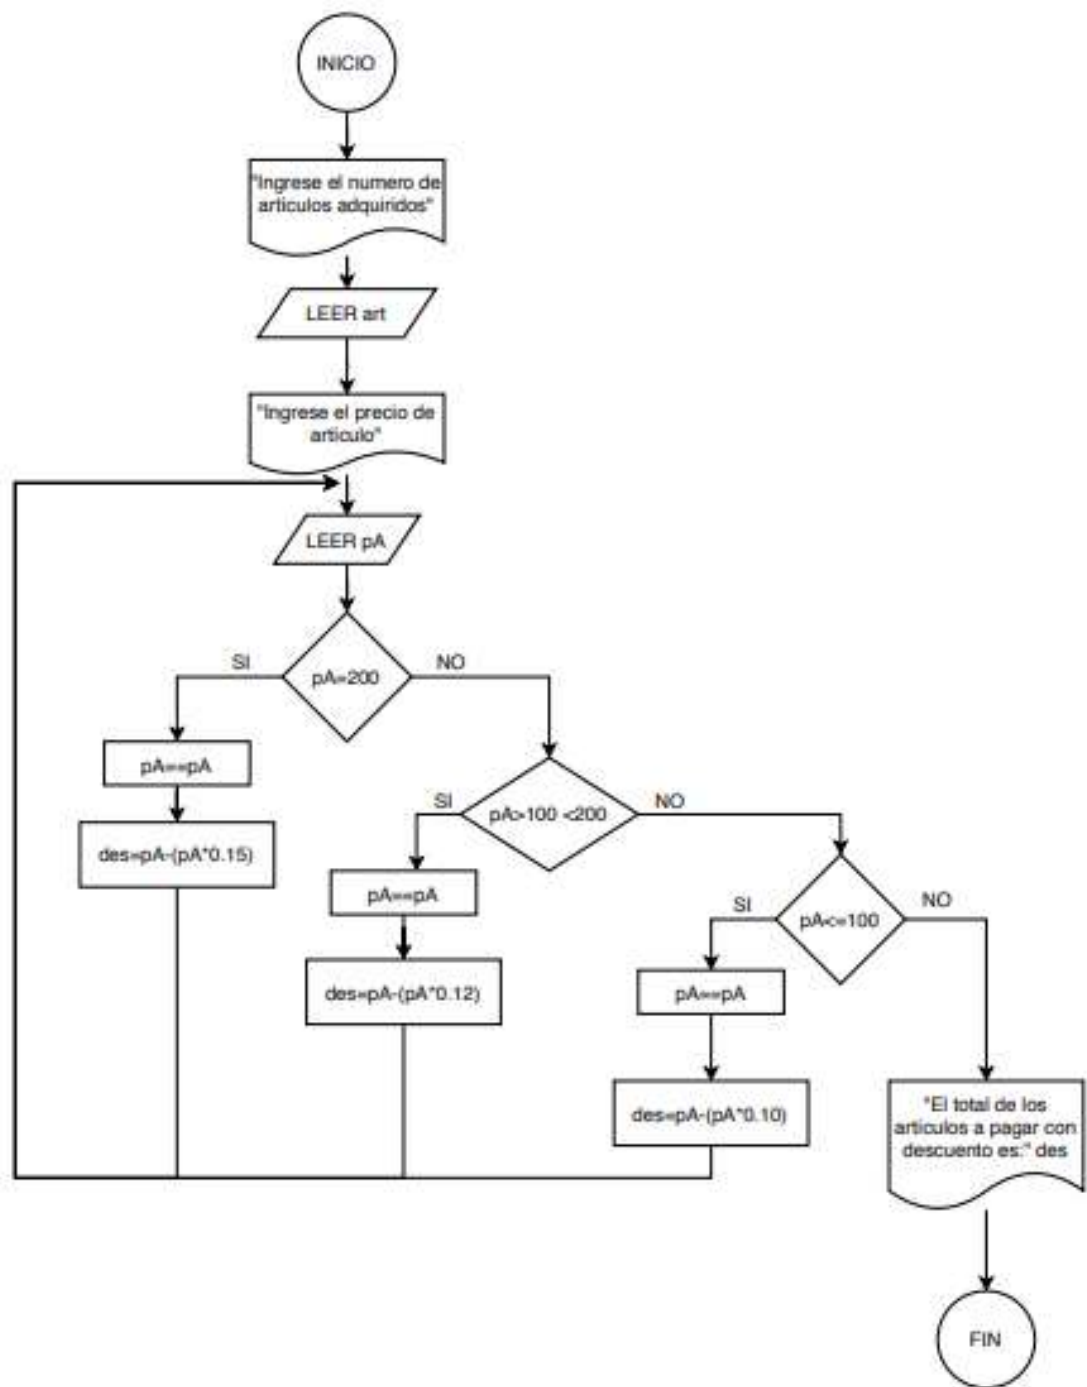 INICIO
"Ingrese el numero de
articulos adquiridos"
LEER art
"Ingrese el precio de
articulo"
LEER pA
SI
pA=200
NO
pA==pA
des=pA-(pA*0.15)
SI
pA>100 <200
NO
pA==pA
des=pA-(pA*0.12)
SI
pA<=100
NO
pA==pA
des=pA-(pA*0.10)
"El total de los
articulos a pagar con
descuento es:" des
FIN